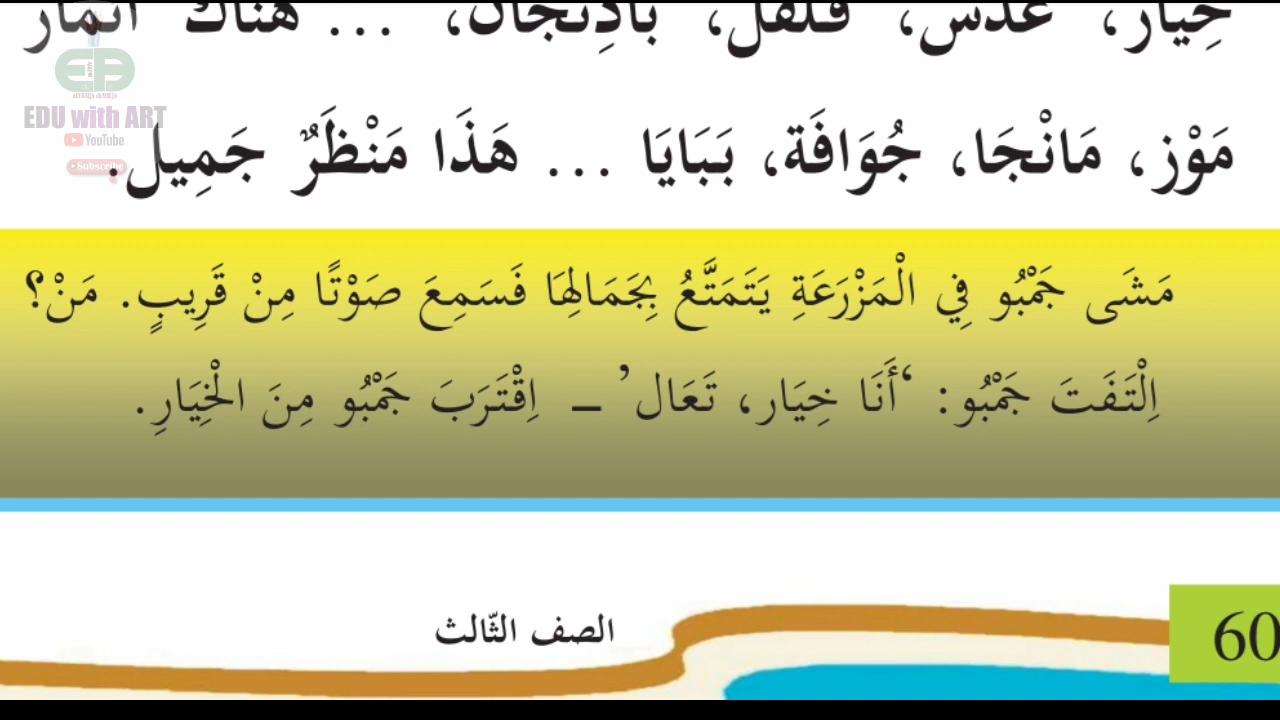 خِيَار، عَدَس، فُلْفُل، بَاذِنْجَان، ... هُنَاكَ أَثْمَار
مَوْز، مَانْجَا، جُوَافَة، بَبَايَا ... هَذَا مَنْظَرٌ جَمِيل.
مَشَى جَمْبُو فِي الْمَزْرَعَةِ يَتَمَتَّعُ بِجَمَالِهَا فَسَمِعَ صَوْتًا مِنْ قَرِيبٍ. مَنْ؟
اِلْتَفَتَ جَمْبُو: ‘أَنَا خِيَار، تَعَال’ – اِقْتَرَبَ جَمْبُو مِنَ الْخِيَارِ.
الصف الثّالث
60
EDU with ART
YouTube
Subscribe